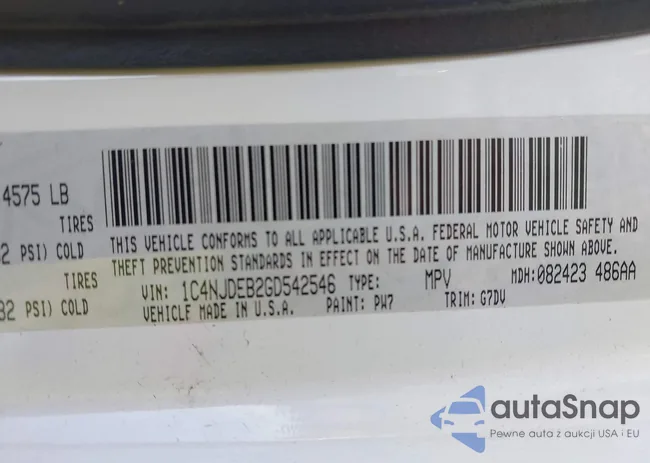 4575 LB
TIRES
PSI) COLD
TIRES
32 PSI) COLD
THIS VEHICLE CONFORMS TO ALL APPLICABLE U.S.A. FEDERAL MOTOR VEHICLE SAFETY AND
THEFT PREVENTION STANDARDS IN EFFECT ON THE DATE OF MANUFACTURE SHOWN ABOVE.
VIN: 1C4NJDEB2GD542546 TYPE: MPV MDH:082423 486AA
VEHICLE MADE IN U.S.A. PAINT: PW7 TRIM: G7DV
autaSnap
Pewne auta z aukcji USA i EU